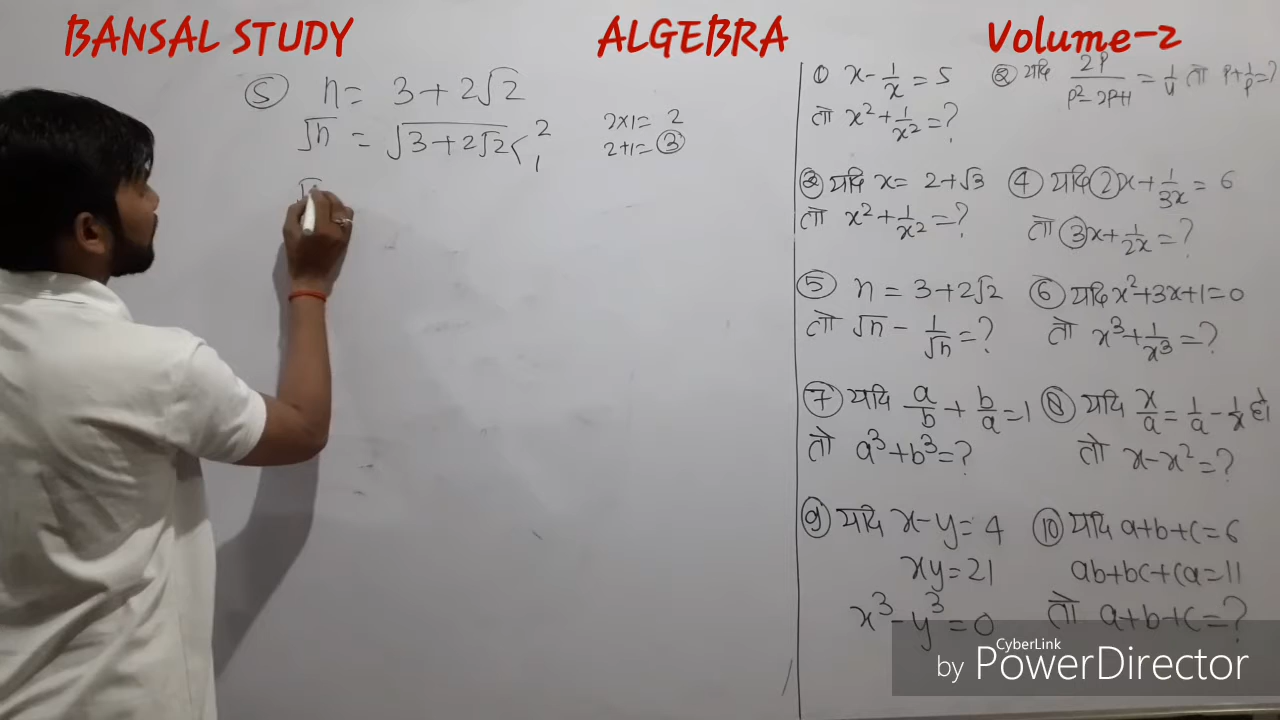 BANSAL STUDY ALGEBRA Volume-2
⑤ n = 3 + 2√2
√n = √(3 + 2√2) < 2 1
2×1 = 2
2+1 = ③
① x - 1/x = 5
तो x² + 1/x² = ?
② यदि 2P/(P² - 2P + 1) = 1/4 तो P + 1/P = ?
③ यदि x = 2 + √3
तो x² + 1/x² = ?
④ यदि ②x + 1/3x = 6
तो ③x + 1/2x = ?
⑤ n = 3 + 2√2
तो √n - 1/√n = ?
⑥ यदि x² + 3x + 1 = 0
तो x³ + 1/x³ = ?
⑦ यदि a/b + b/a = 1
तो a³ + b³ = ?
⑧ यदि x/a = 1/a - 1/x हो
तो x - x² = ?
⑨ यदि x - y = 4
xy = 21
x³ - y³ = 0
⑩ यदि a + b + c = 6
ab + bc + ca = 11
तो a + b + c = ?
CyberLink
by PowerDirector